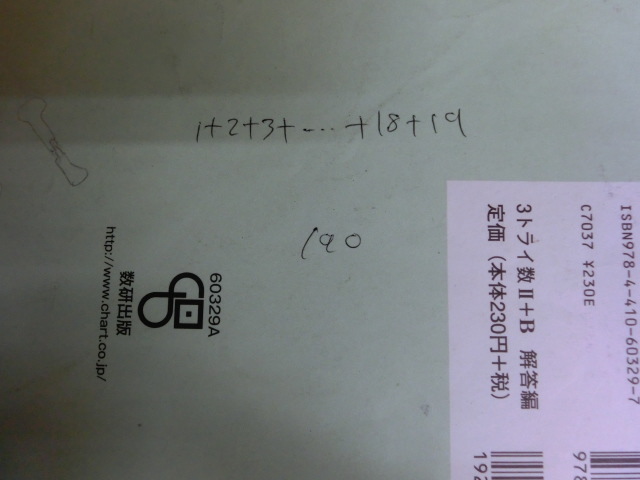 1+2+3+....+18+19
190
60329A
数研出版
http://www.chart.co.jp/
ISBN978-4-410-60329-7
C7037 ¥230E
3トライ数Ⅱ+B 解答編
定価（本体230円+税）
978
192